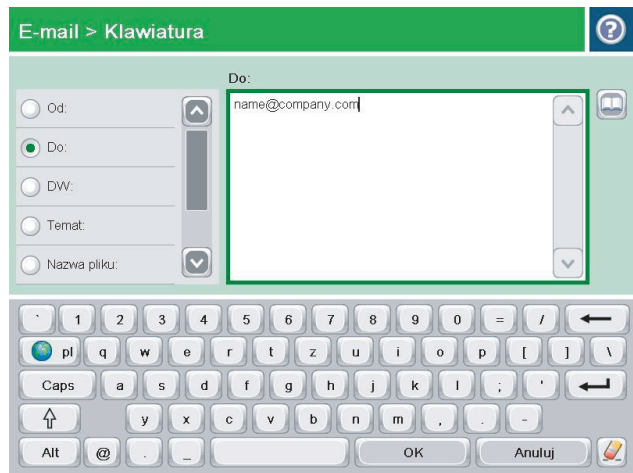 E-mail > Klawiatura ?
Do:
Od:
Do:
DW:
Temat:
Nazwa pliku:
name@company.com
` 1 2 3 4 5 6 7 8 9 0 = /
pl q w e r t z u i o p [ ] \
Caps a s d f g h j k l ; '
y x c v b n m , . -
Alt @ . _ OK Anuluj